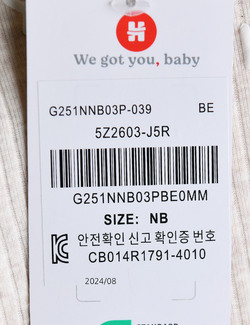 We got you, baby
G251NNB03P-039 BE
5Z2603-J5R
G251NNB03PBE0MM
SIZE: NB
안전확인 신고 확인증 번호
CB014R1791-4010
2024/08